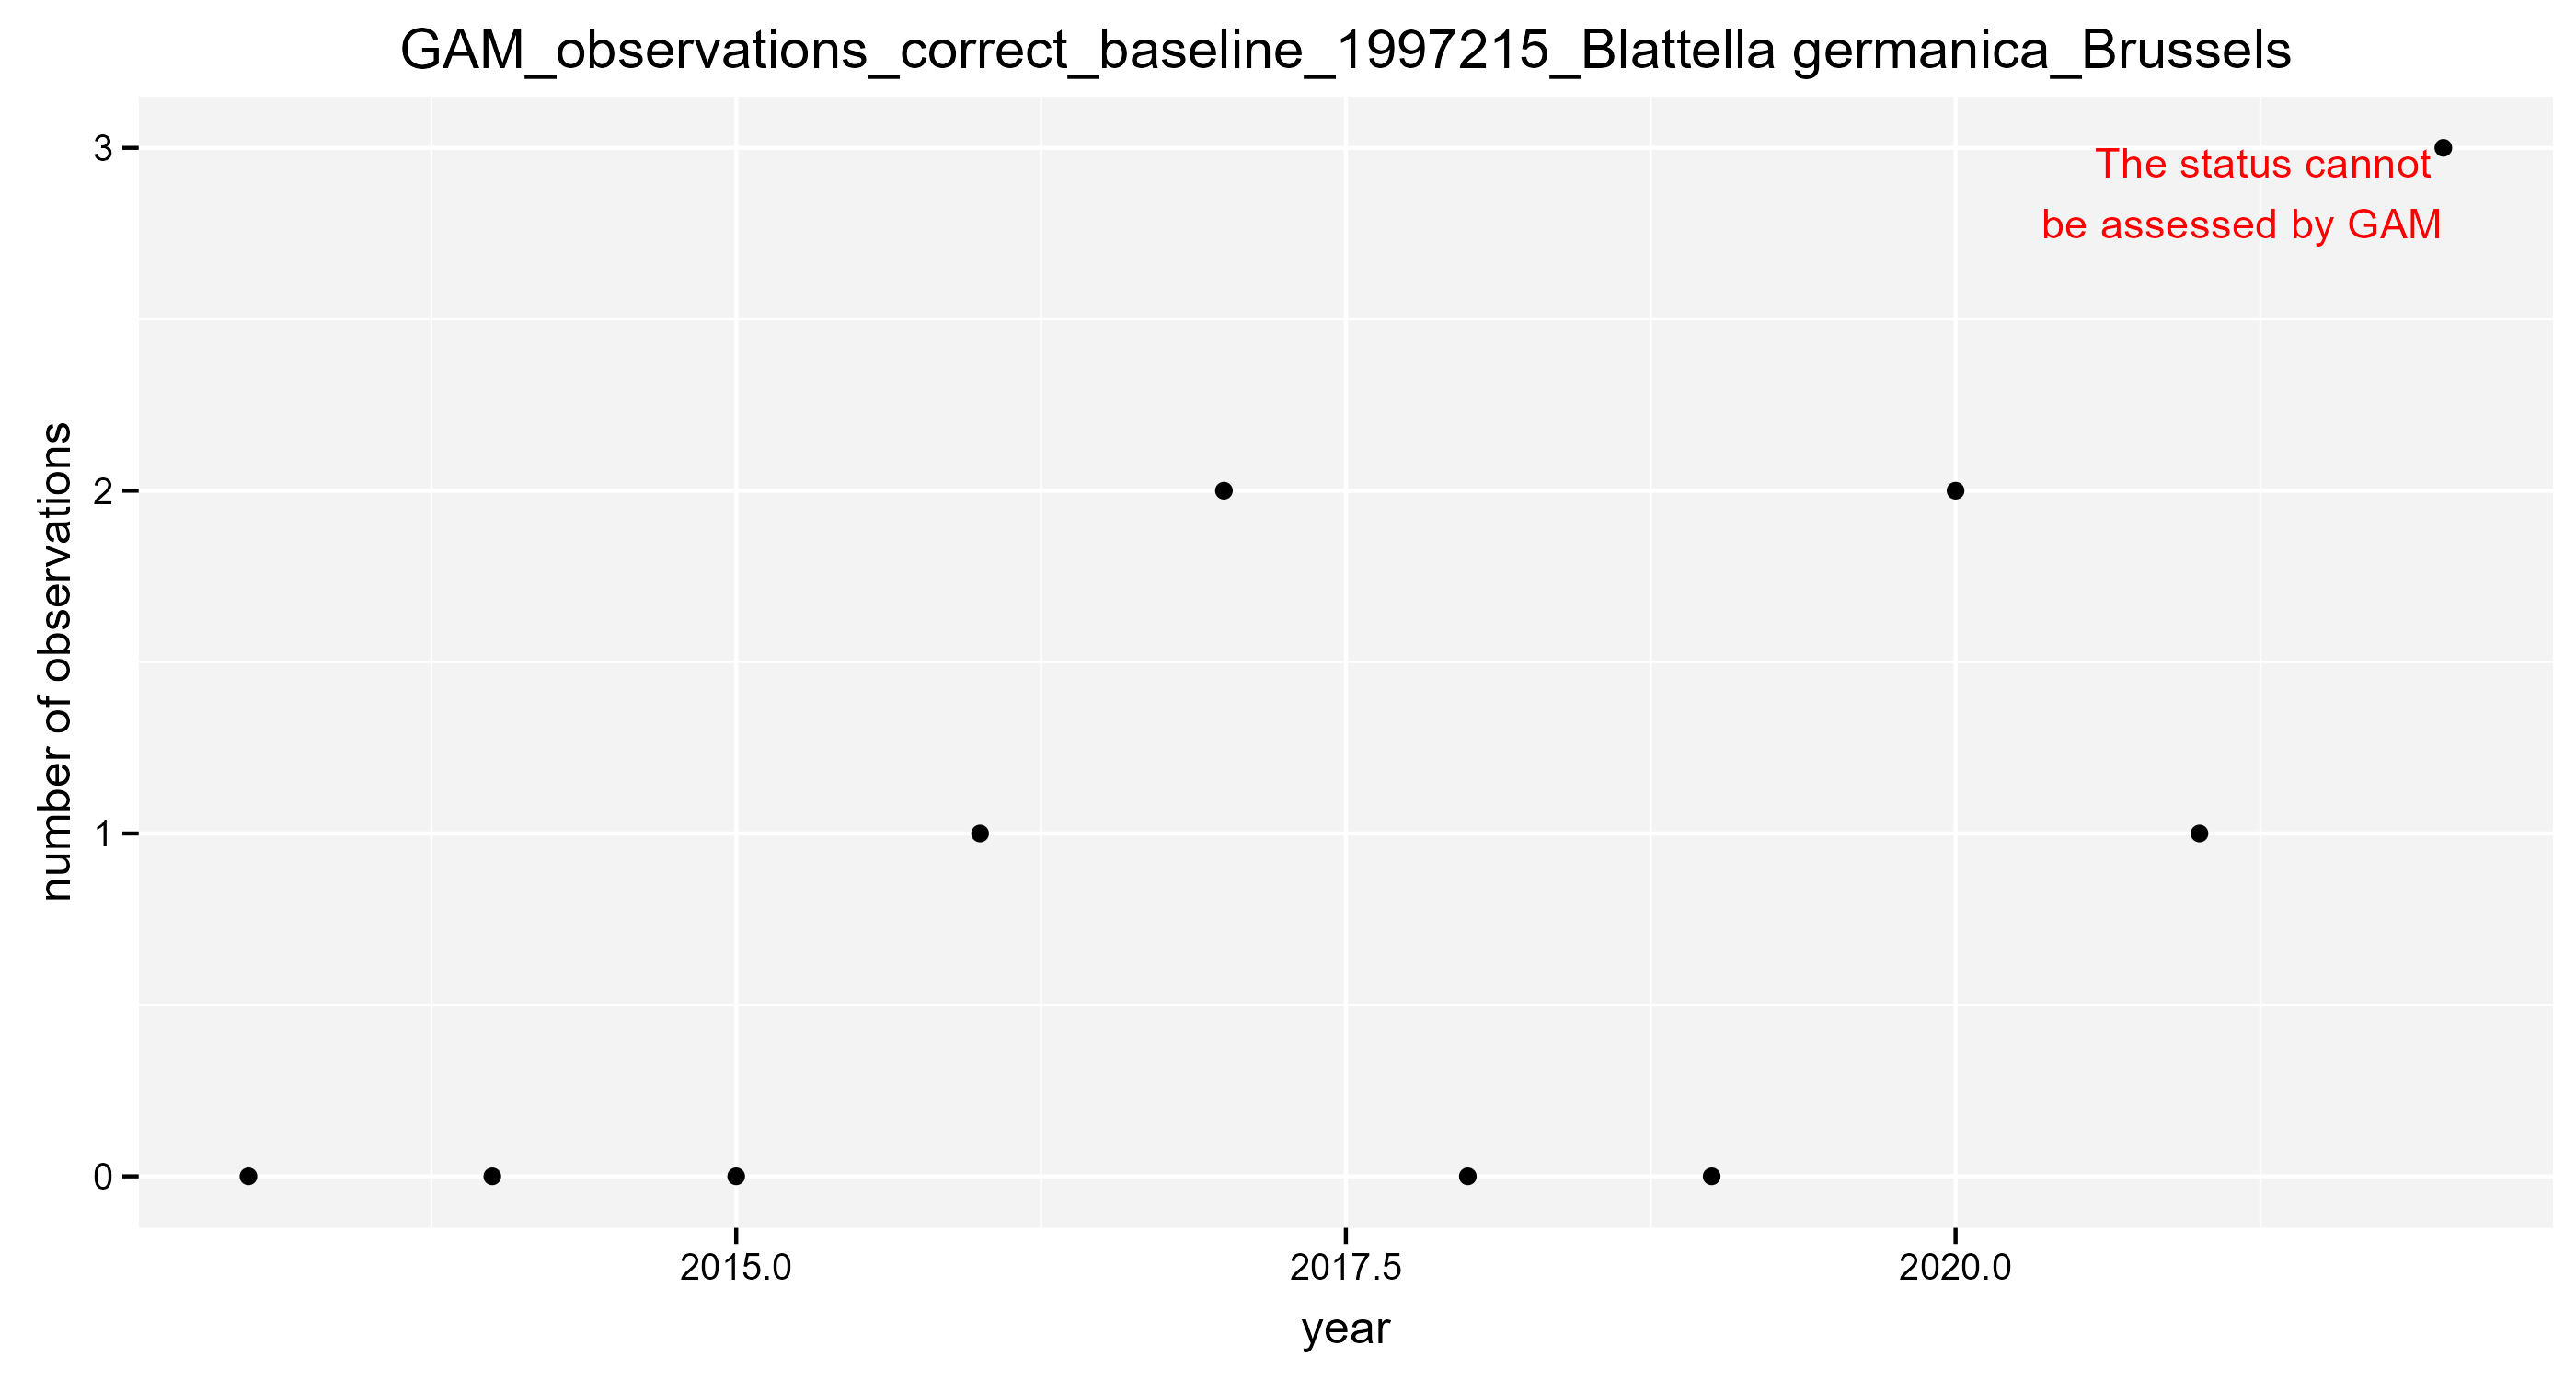 GAM_observations_correct_baseline_1997215_Blattella germanica_Brussels
3
The status cannot
be assessed by GAM
2
number of observations
1
0
2015.0
2017.5
2020.0
year